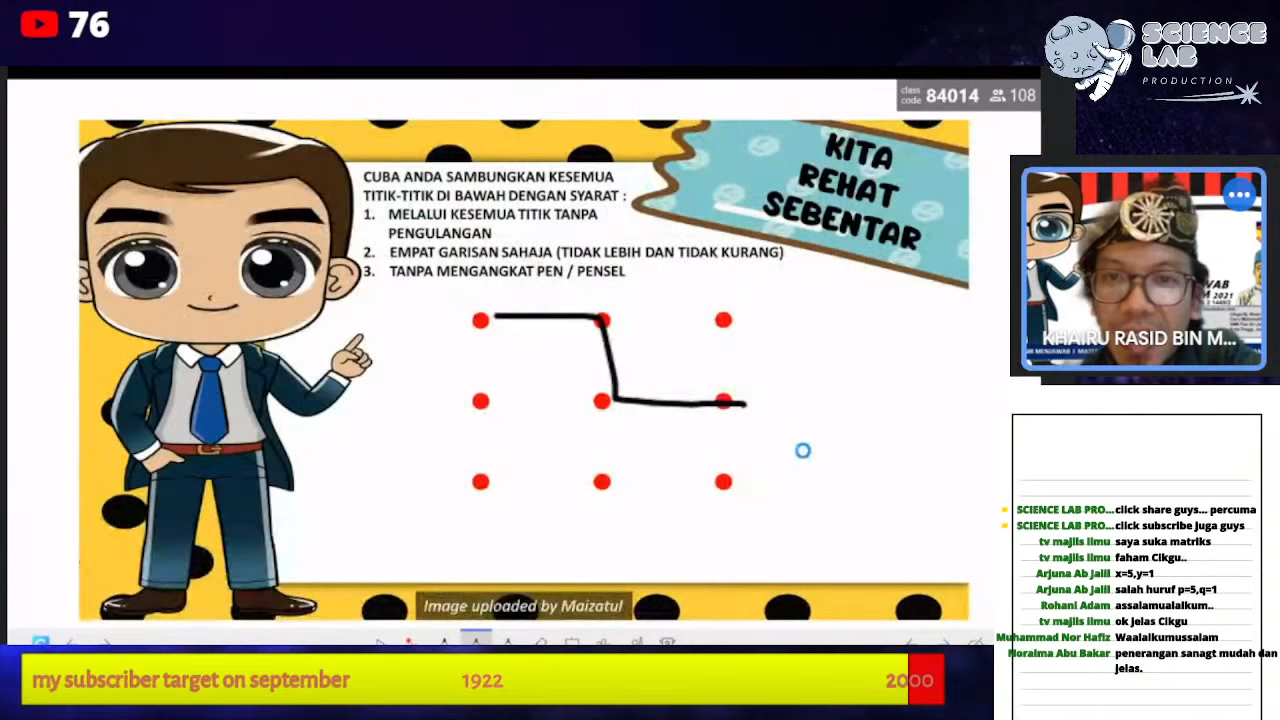 76
SCIENCE
LAB
PRODUCTION
class code 84014 108
KITA
REHAT
SEBENTAR
CUBA ANDA SAMBUNGKAN KESEMUA
TITIK-TITIK DI BAWAH DENGAN SYARAT :
1. MELALUI KESEMUA TITIK TANPA
PENGULANGAN
2. EMPAT GARISAN SAHAJA (TIDAK LEBIH DAN TIDAK KURANG)
3. TANPA MENGANGKAT PEN / PENSEL
2021
KHAIRU RASID BIN M...
Image uploaded by Maizatul
SCIENCE LAB PRO... click share guys... percuma
SCIENCE LAB PRO... click subscribe juga guys
tv majlis ilmu saya suka matriks
tv majlis ilmu faham Cikgu..
Arjuna Ab Jalil x=5,y=1
Arjuna Ab Jalil salah huruf p=5,q=1
Rohani Adam assalamualaikum..
tv majlis ilmu ok jelas Cikgu
Muhammad Nor Hafiz Waalaikumussalam
Noraima Abu Bakar penerangan sanagt mudah dan
jelas.
my subscriber target on september 1922 2000